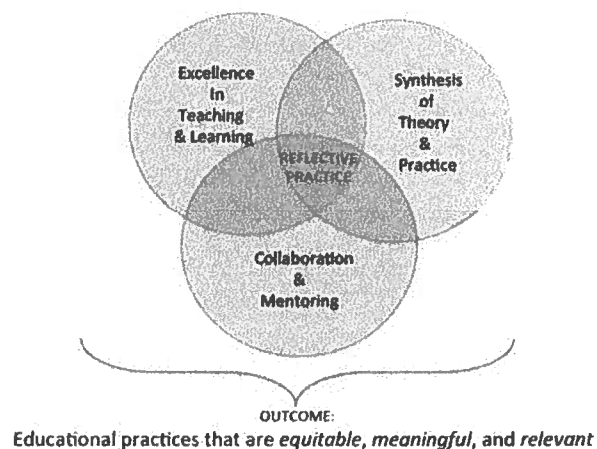 Excellence
in
Teaching
& Learning
Synthesis
of
Theory
&
Practice
REFLECTIVE
PRACTICE
Collaboration
&
Mentoring
OUTCOME:
Educational practices that are equitable, meaningful, and relevant